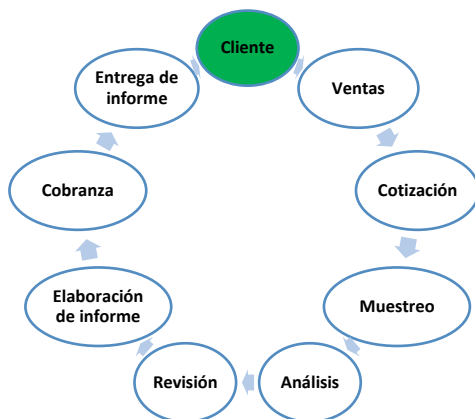 Cliente
Ventas
Cotización
Muestreo
Análisis
Revisión
Elaboración
de informe
Cobranza
Entrega de
informe